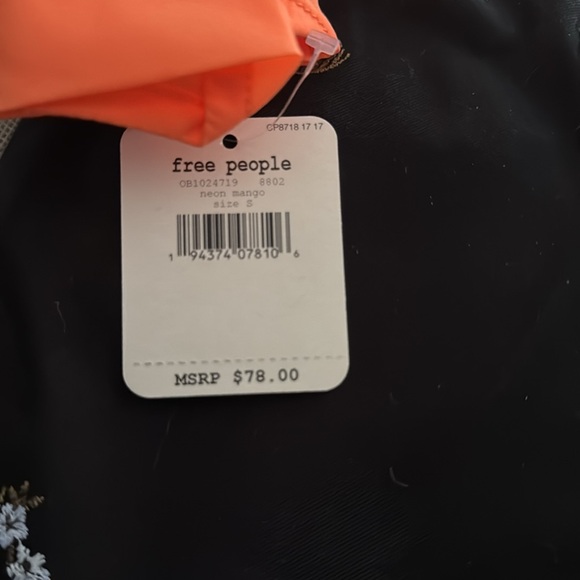 CP8718 17 17
free people
OB1024719 8802
neon mango
size S
1 94374 07810 6
MSRP $78.00